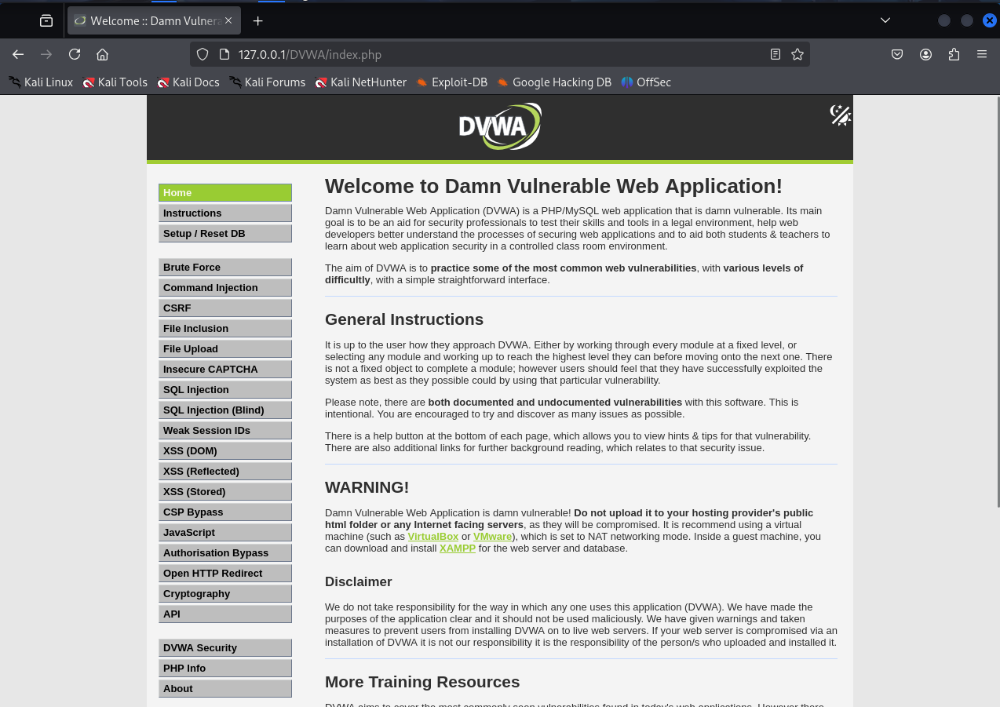 Welcome :: Damn Vulnera
127.0.0.1/DVWA/index.php
Kali Linux
Kali Tools
Kali Docs
Kali Forums
Kali NetHunter
Exploit-DB
Google Hacking DB
OffSec
DVWA
Home
Instructions
Setup / Reset DB
Brute Force
Command Injection
CSRF
File Inclusion
File Upload
Insecure CAPTCHA
SQL Injection
SQL Injection (Blind)
Weak Session IDs
XSS (DOM)
XSS (Reflected)
XSS (Stored)
CSP Bypass
JavaScript
Authorisation Bypass
Open HTTP Redirect
Cryptography
API
DVWA Security
PHP Info
About
Welcome to Damn Vulnerable Web Application!
Damn Vulnerable Web Application (DVWA) is a PHP/MySQL web application that is damn vulnerable. Its main
goal is to be an aid for security professionals to test their skills and tools in a legal environment, help web
developers better understand the processes of securing web applications and to aid both students & teachers to
learn about web application security in a controlled class room environment.
The aim of DVWA is to practice some of the most common web vulnerabilities, with various levels of
difficultly, with a simple straightforward interface.
General Instructions
It is up to the user how they approach DVWA. Either by working through every module at a fixed level, or
selecting any module and working up to reach the highest level they can before moving onto the next one. There
is not a fixed object to complete a module; however users should feel that they have successfully exploited the
system as best as they possible could by using that particular vulnerability.
Please note, there are both documented and undocumented vulnerabilities with this software. This is
intentional. You are encouraged to try and discover as many issues as possible.
There is a help button at the bottom of each page, which allows you to view hints & tips for that vulnerability.
There are also additional links for further background reading, which relates to that security issue.
WARNING!
Damn Vulnerable Web Application is damn vulnerable! Do not upload it to your hosting provider's public
html folder or any Internet facing servers, as they will be compromised. It is recommend using a virtual
machine (such as VirtualBox or VMware), which is set to NAT networking mode. Inside a guest machine, you
can download and install XAMPP for the web server and database.
Disclaimer
We do not take responsibility for the way in which any one uses this application (DVWA). We have made the
purposes of the application clear and it should not be used maliciously. We have given warnings and taken
measures to prevent users from installing DVWA on to live web servers. If your web server is compromised via an
installation of DVWA it is not our responsibility it is the responsibility of the person/s who uploaded and installed it.
More Training Resources
DVWA aims to cover the most commonly seen vulnerabilities found in today's web applications. However there